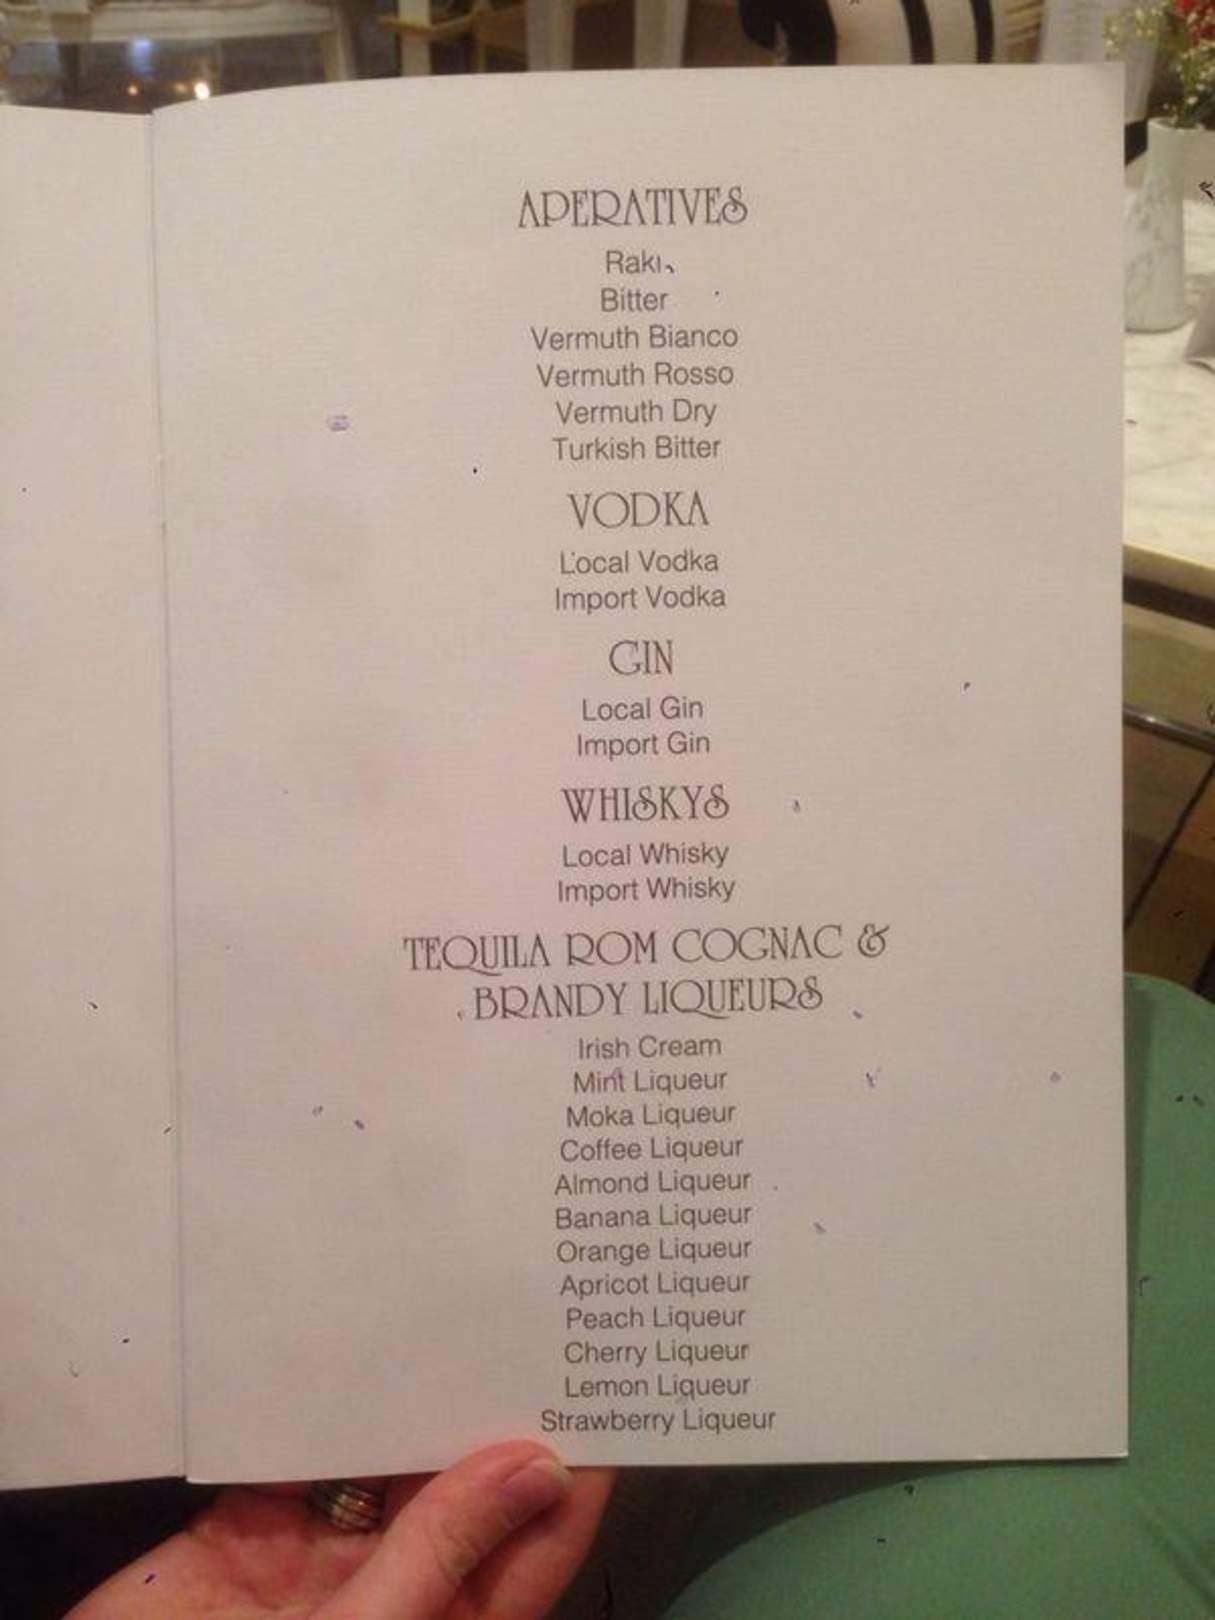 APERATIVES
Rakı
Bitter
Vermuth Bianco
Vermuth Rosso
Vermuth Dry
Turkish Bitter
VODKA
Local Vodka
Import Vodka
GIN
Local Gin
Import Gin
WHISKYS
Local Whisky
Import Whisky
TEQUILA ROM COGNAC &
BRANDY LIQUEURS
Irish Cream
Mint Liqueur
Moka Liqueur
Coffee Liqueur
Almond Liqueur
Banana Liqueur
Orange Liqueur
Apricot Liqueur
Peach Liqueur
Cherry Liqueur
Lemon Liqueur
Strawberry Liqueur